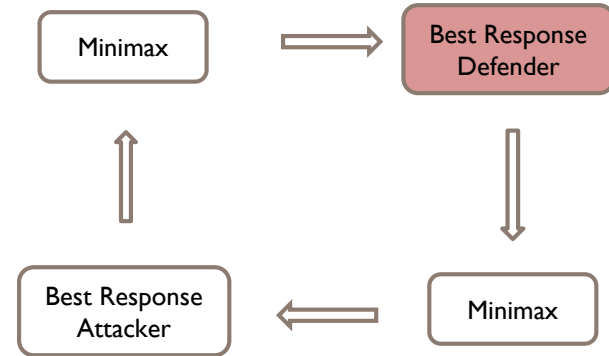 Minimax
Best Response
Defender
Best Response
Attacker
Minimax